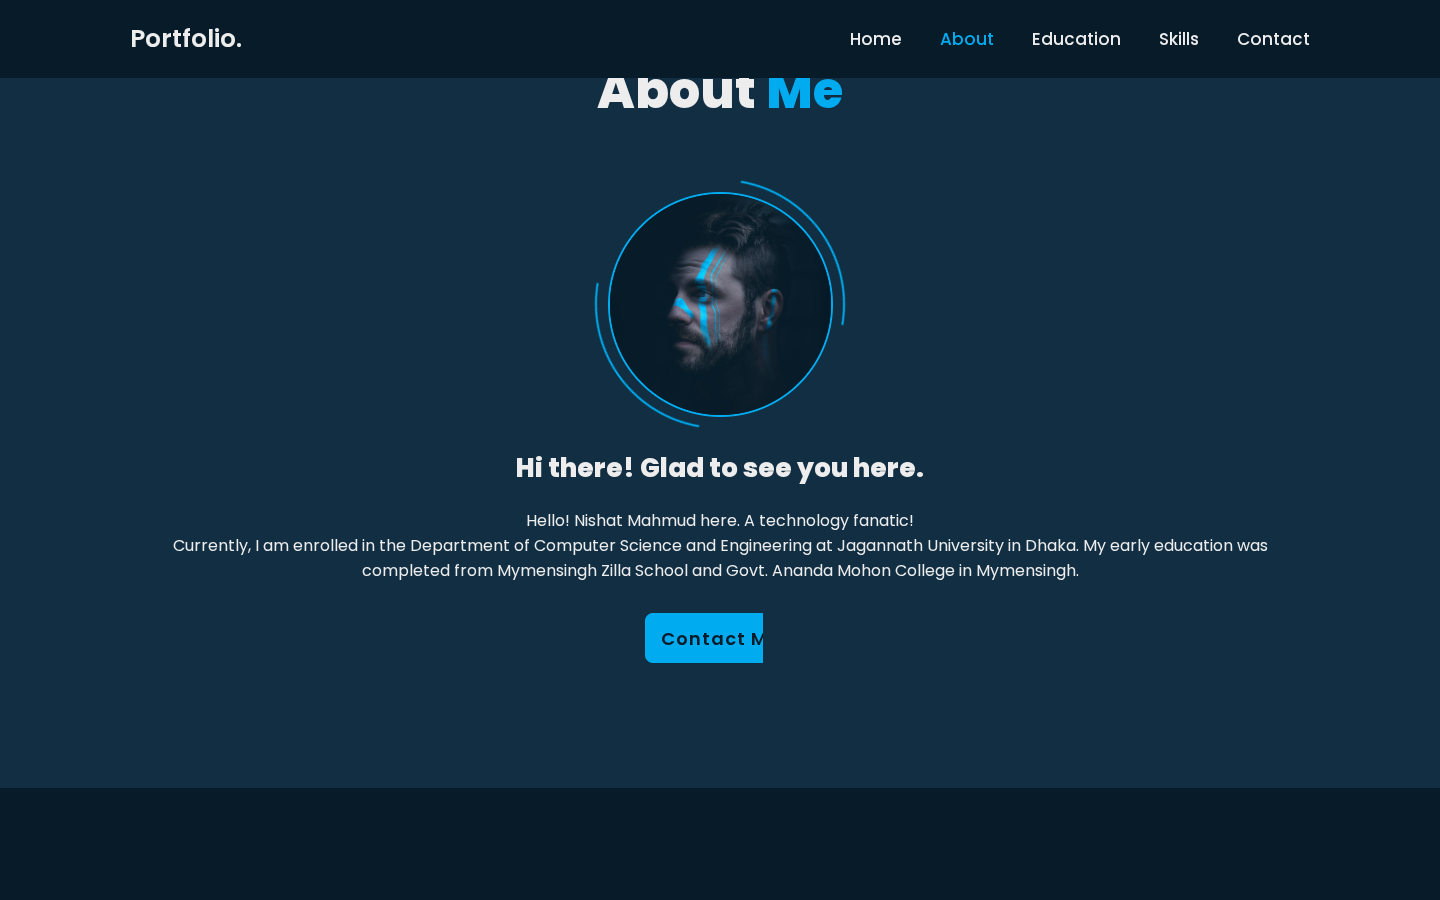 Portfolio.
Home About Education Skills Contact
About Me
Hi there! Glad to see you here.
Hello! Nishat Mahmud here. A technology fanatic!
Currently, I am enrolled in the Department of Computer Science and Engineering at Jagannath University in Dhaka. My early education was
completed from Mymensingh Zilla School and Govt. Ananda Mohon College in Mymensingh.
Contact M